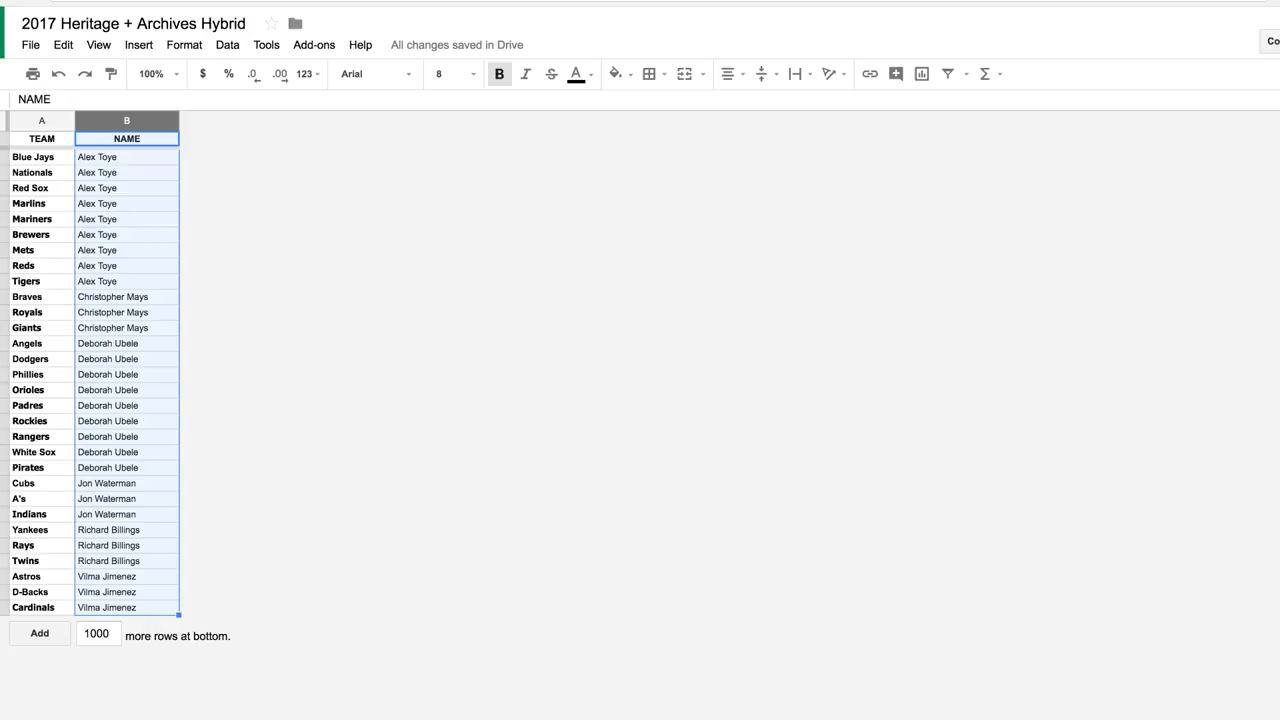 2017 Heritage + Archives Hybrid
File Edit View Insert Format Data Tools Add-ons Help All changes saved in Drive
Co
100% $ % .0 .00 123 Arial 8 B I S A Σ
NAME
A B
TEAM NAME
Blue Jays Alex Toye
Nationals Alex Toye
Red Sox Alex Toye
Marlins Alex Toye
Mariners Alex Toye
Brewers Alex Toye
Mets Alex Toye
Reds Alex Toye
Tigers Alex Toye
Braves Christopher Mays
Royals Christopher Mays
Giants Christopher Mays
Angels Deborah Ubele
Dodgers Deborah Ubele
Phillies Deborah Ubele
Orioles Deborah Ubele
Padres Deborah Ubele
Rockies Deborah Ubele
Rangers Deborah Ubele
White Sox Deborah Ubele
Pirates Deborah Ubele
Cubs Jon Waterman
A's Jon Waterman
Indians Jon Waterman
Yankees Richard Billings
Rays Richard Billings
Twins Richard Billings
Astros Vilma Jimenez
D-Backs Vilma Jimenez
Cardinals Vilma Jimenez
Add 1000 more rows at bottom.